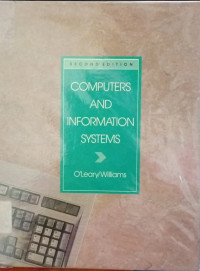 SECOND EDITION
COMPUTERS
AND
INFORMATION
SYSTEMS
O'Leary/Williams